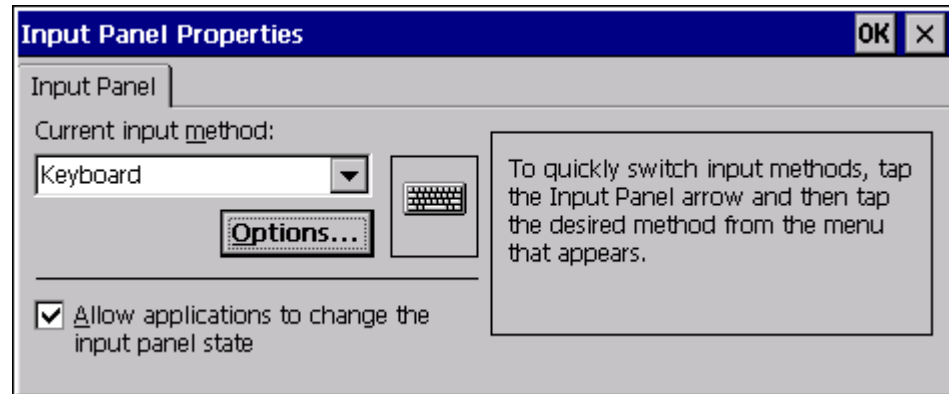 Input Panel Properties
OK
Input Panel
Current input method:
Keyboard
Options...
Allow applications to change the
input panel state
To quickly switch input methods, tap
the Input Panel arrow and then tap
the desired method from the menu
that appears.